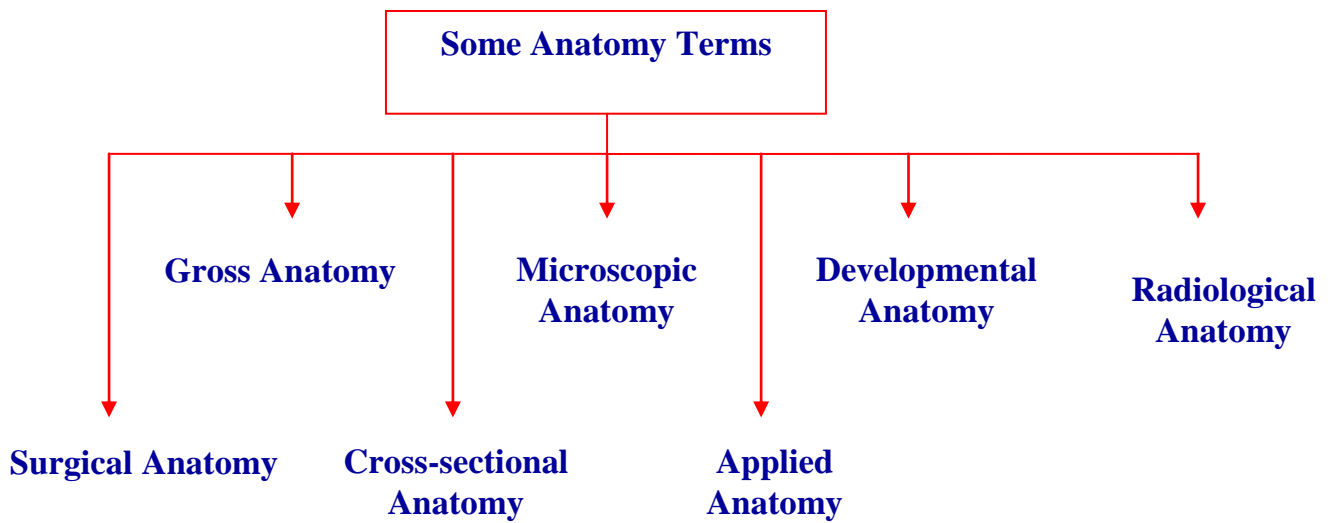 Some Anatomy Terms
Gross Anatomy
Microscopic
Anatomy
Developmental
Anatomy
Radiological
Anatomy
Surgical Anatomy
Cross-sectional
Anatomy
Applied
Anatomy